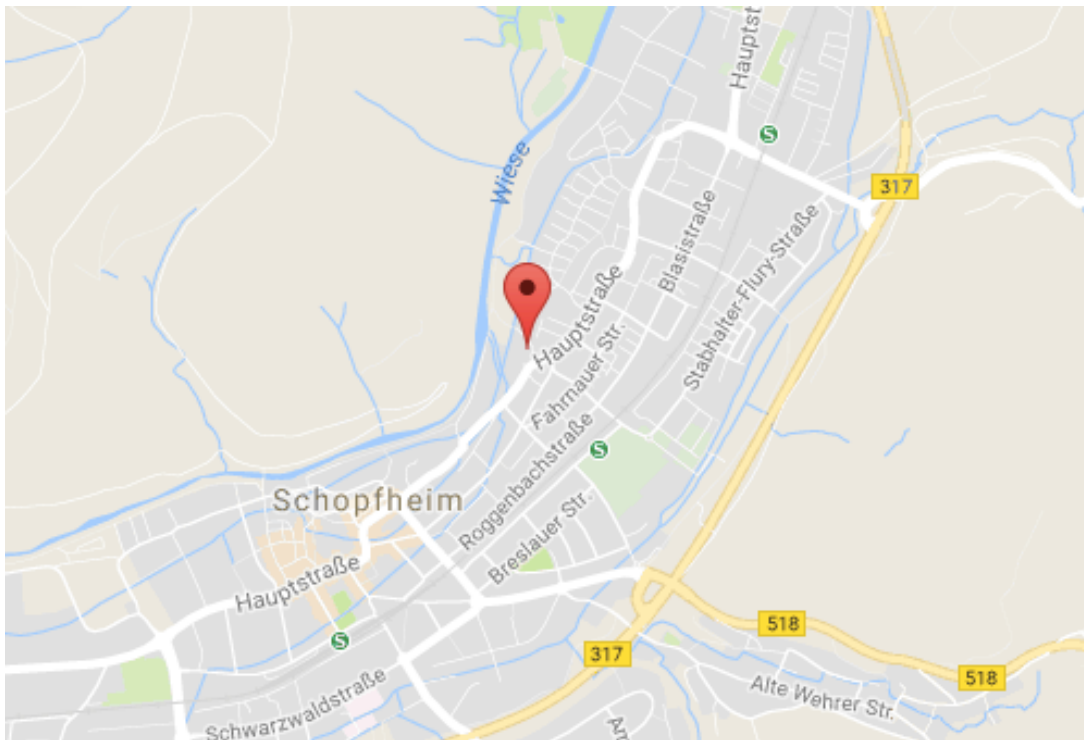 Hauptst
S
Wiese
317
Blasistraße
Stabhalter-Flury-Straße
Hauptstraße
Fahrnauer Str.
S
Roggenbachstraße
Schopfheim
Breslauer Str.
Hauptstraße
S
518
317
518
Alte Wehrer Str.
Schwarzwaldstraße
Am